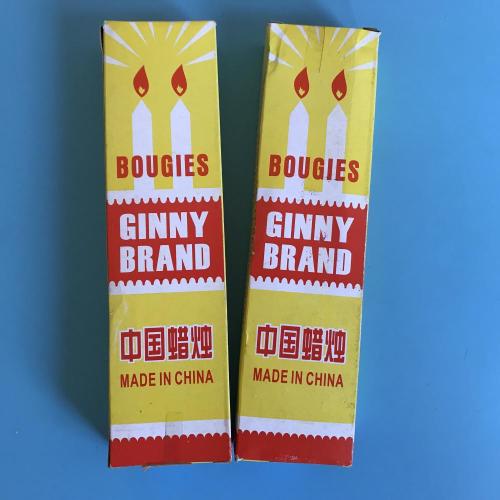 BOUGIES
GINNY
BRAND
中国蜡烛
MADE IN CHINA
BOUGIES
GINNY
BRAND
中国蜡烛
MADE IN CHINA